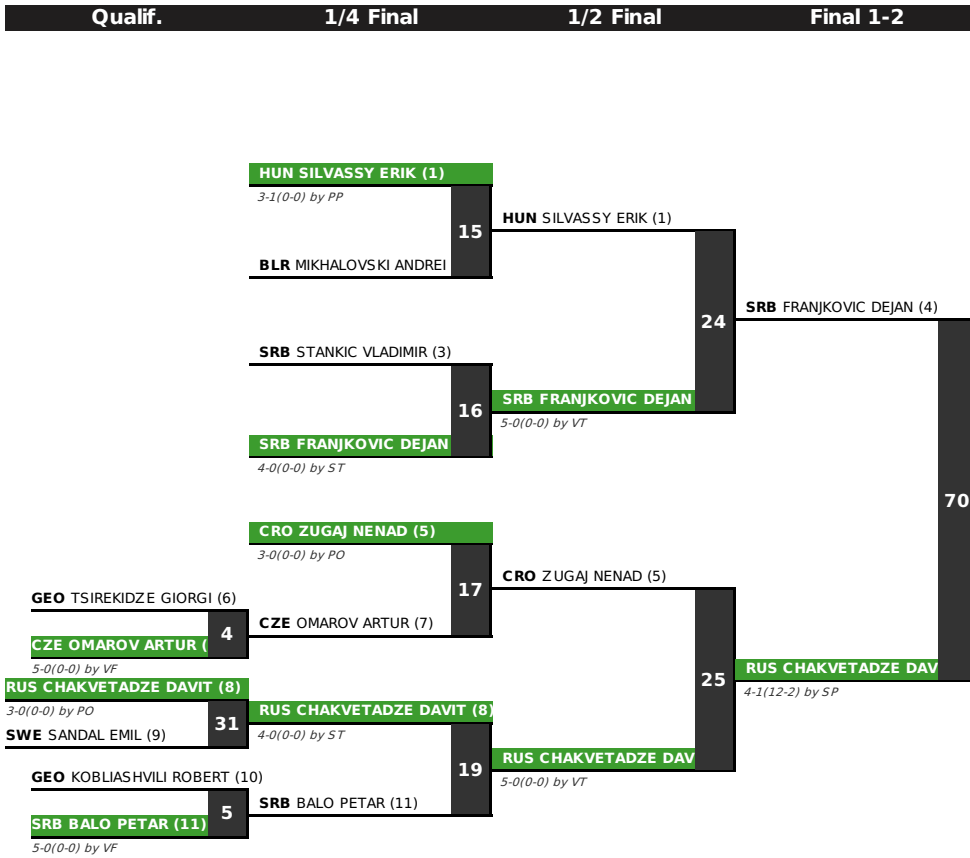 Qualif. 1/4 Final 1/2 Final Final 1-2
HUN SILVASSY ERIK (1)
3-1(0-0) by PP
15
HUN SILVASSY ERIK (1)
BLR MIKHALOVSKI ANDREI
24
SRB FRANJKOVIC DEJAN (4)
SRB STANKIC VLADIMIR (3)
16
SRB FRANJKOVIC DEJAN
5-0(0-0) by VT
SRB FRANJKOVIC DEJAN
4-0(0-0) by ST
70
CRO ZUGAJ NENAD (5)
3-0(0-0) by PO
17
CRO ZUGAJ NENAD (5)
GEO TSIREKIDZE GIORGI (6)
4
CZE OMAROV ARTUR (7)
CZE OMAROV ARTUR (
5-0(0-0) by VF
25
RUS CHAKVETADZE DAV
4-1(12-2) by SP
RUS CHAKVETADZE DAVIT (8)
3-0(0-0) by PO
31
SWE SANDAL EMIL (9)
RUS CHAKVETADZE DAVIT (8)
4-0(0-0) by ST
19
RUS CHAKVETADZE DAV
5-0(0-0) by VT
GEO KOBLIASHVILI ROBERT (10)
5
SRB BALO PETAR (11)
SRB BALO PETAR (11)
5-0(0-0) by VF